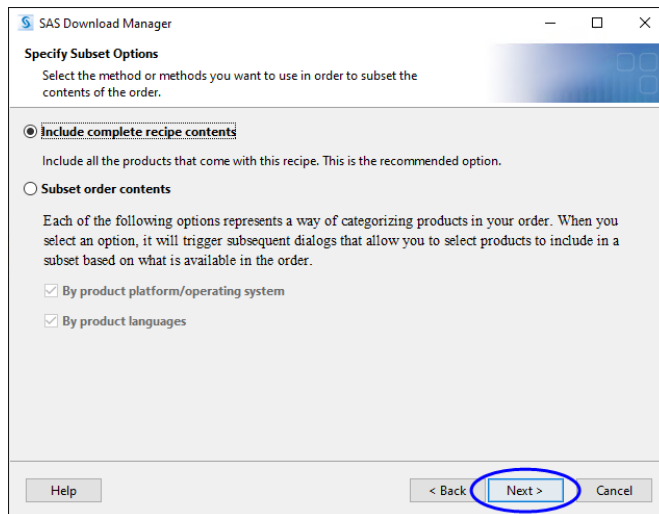 SAS Download Manager
Specify Subset Options
Select the method or methods you want to use in order to subset the
contents of the order.
Include complete recipe contents
Include all the products that come with this recipe. This is the recommended option.
Subset order contents
Each of the following options represents a way of categorizing products in your order. When you
select an option, it will trigger subsequent dialogs that allow you to select products to include in a
subset based on what is available in the order.
By product platform/operating system
By product languages
Help
< Back
Next >
Cancel